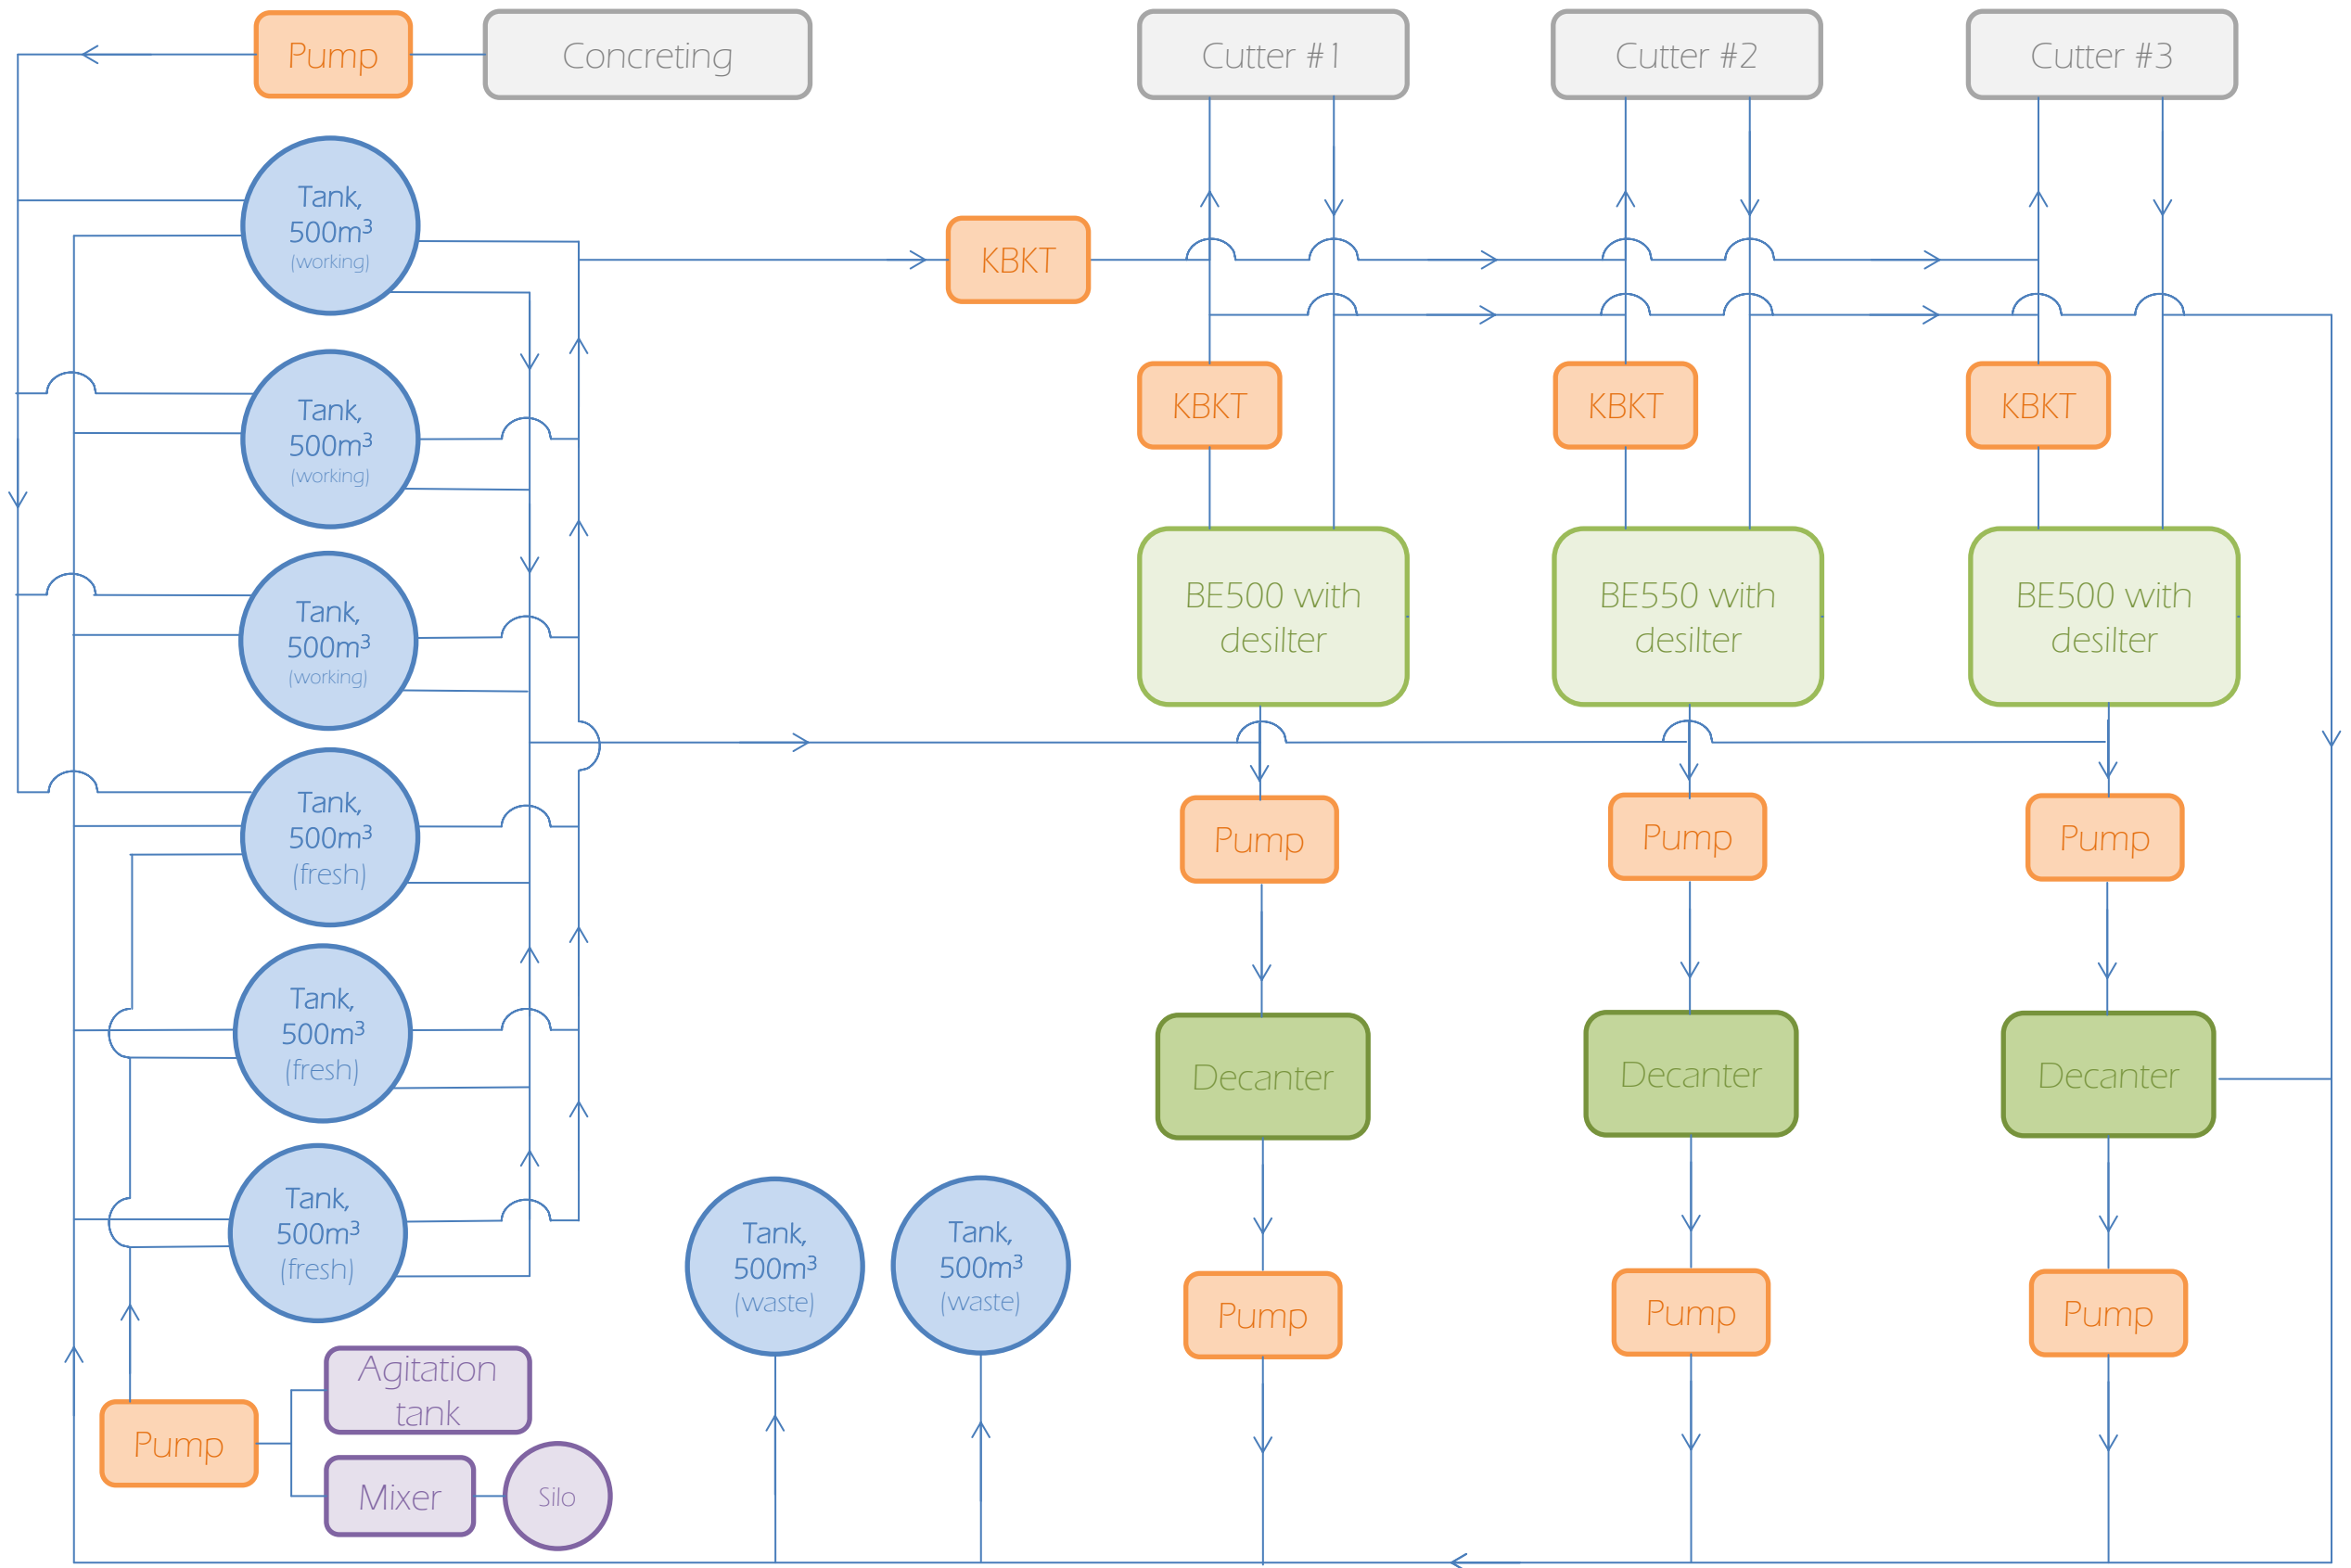 Pump
Concreting
Cutter #1
Cutter #2
Cutter #3
Tank,
500m³
(working)
KBKT
Tank,
500m³
(working)
KBKT
KBKT
KBKT
Tank,
500m³
(working)
BE500 with
desilter
BE550 with
desilter
BE500 with
desilter
Tank,
500m³
(fresh)
Pump
Pump
Pump
Tank,
500m³
(fresh)
Decanter
Decanter
Decanter
Tank,
500m³
(fresh)
Tank,
500m³
(waste)
Tank,
500m³
(waste)
Pump
Pump
Pump
Agitation
tank
Pump
Mixer
Silo